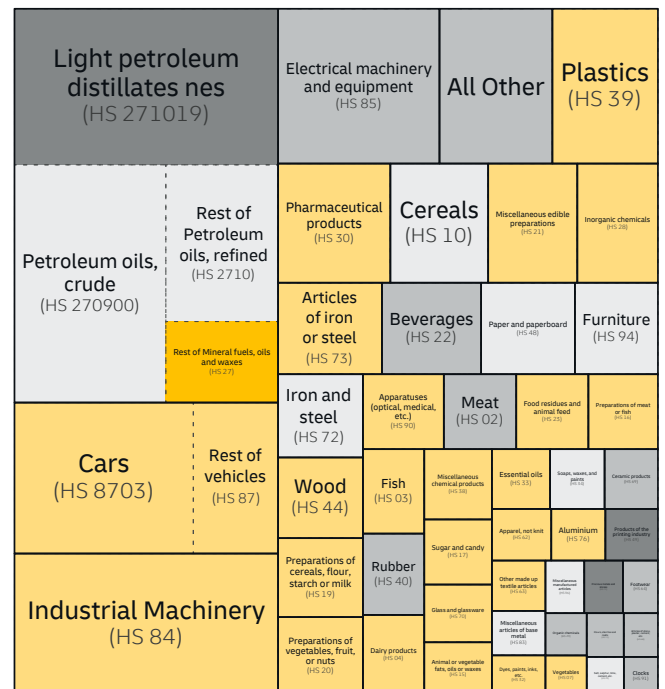 Light petroleum
distillates nes
(HS 271019)
Electrical machinery
and equipment
(HS 85)
All Other
Plastics
(HS 39)
Petroleum oils,
crude
(HS 270900)
Rest of
Petroleum
oils, refined
(HS 2710)
Rest of Mineral fuels, oils
and waxes
(HS 27)
Pharmaceutical
products
(HS 30)
Cereals
(HS 10)
Miscellaneous edible
preparations
(HS 21)
Inorganic chemicals
(HS 28)
Articles
of iron
or steel
(HS 73)
Beverages
(HS 22)
Paper and paperboard
(HS 48)
Furniture
(HS 94)
Iron and
steel
(HS 72)
Apparatuses
(optical, medical,
etc.)
(HS 90)
Meat
(HS 02)
Food residues and
animal feed
(HS 23)
Preparations of meat
or fish
(HS 16)
Cars
(HS 8703)
Rest of
vehicles
(HS 87)
Wood
(HS 44)
Fish
(HS 03)
Miscellaneous
chemical products
(HS 38)
Essential oils
(HS 33)
Soaps, waxes, and
paints
Ceramic products
(HS 69)
Apparel, not knit
(HS 62)
Aluminium
(HS 76)
Products of the
printing industry
(HS 49)
Industrial Machinery
(HS 84)
Preparations of
cereals, flour,
starch or milk
(HS 19)
Rubber
(HS 40)
Sugar and candy
(HS 17)
Other made up
textile articles
(HS 63)
Miscellaneous
manufactured
articles
Footwear
(HS 64)
Glass and glassware
(HS 70)
Miscellaneous
articles of base
metal
(HS 83)
Organic chemicals
Preparations of
vegetables, fruit,
or nuts
(HS 20)
Dairy products
(HS 04)
Animal or vegetable
fats, oils or waxes
(HS 15)
Dyes, paints, inks,
etc.
(HS 32)
Vegetables
(HS 07)
Clocks
(HS 91)